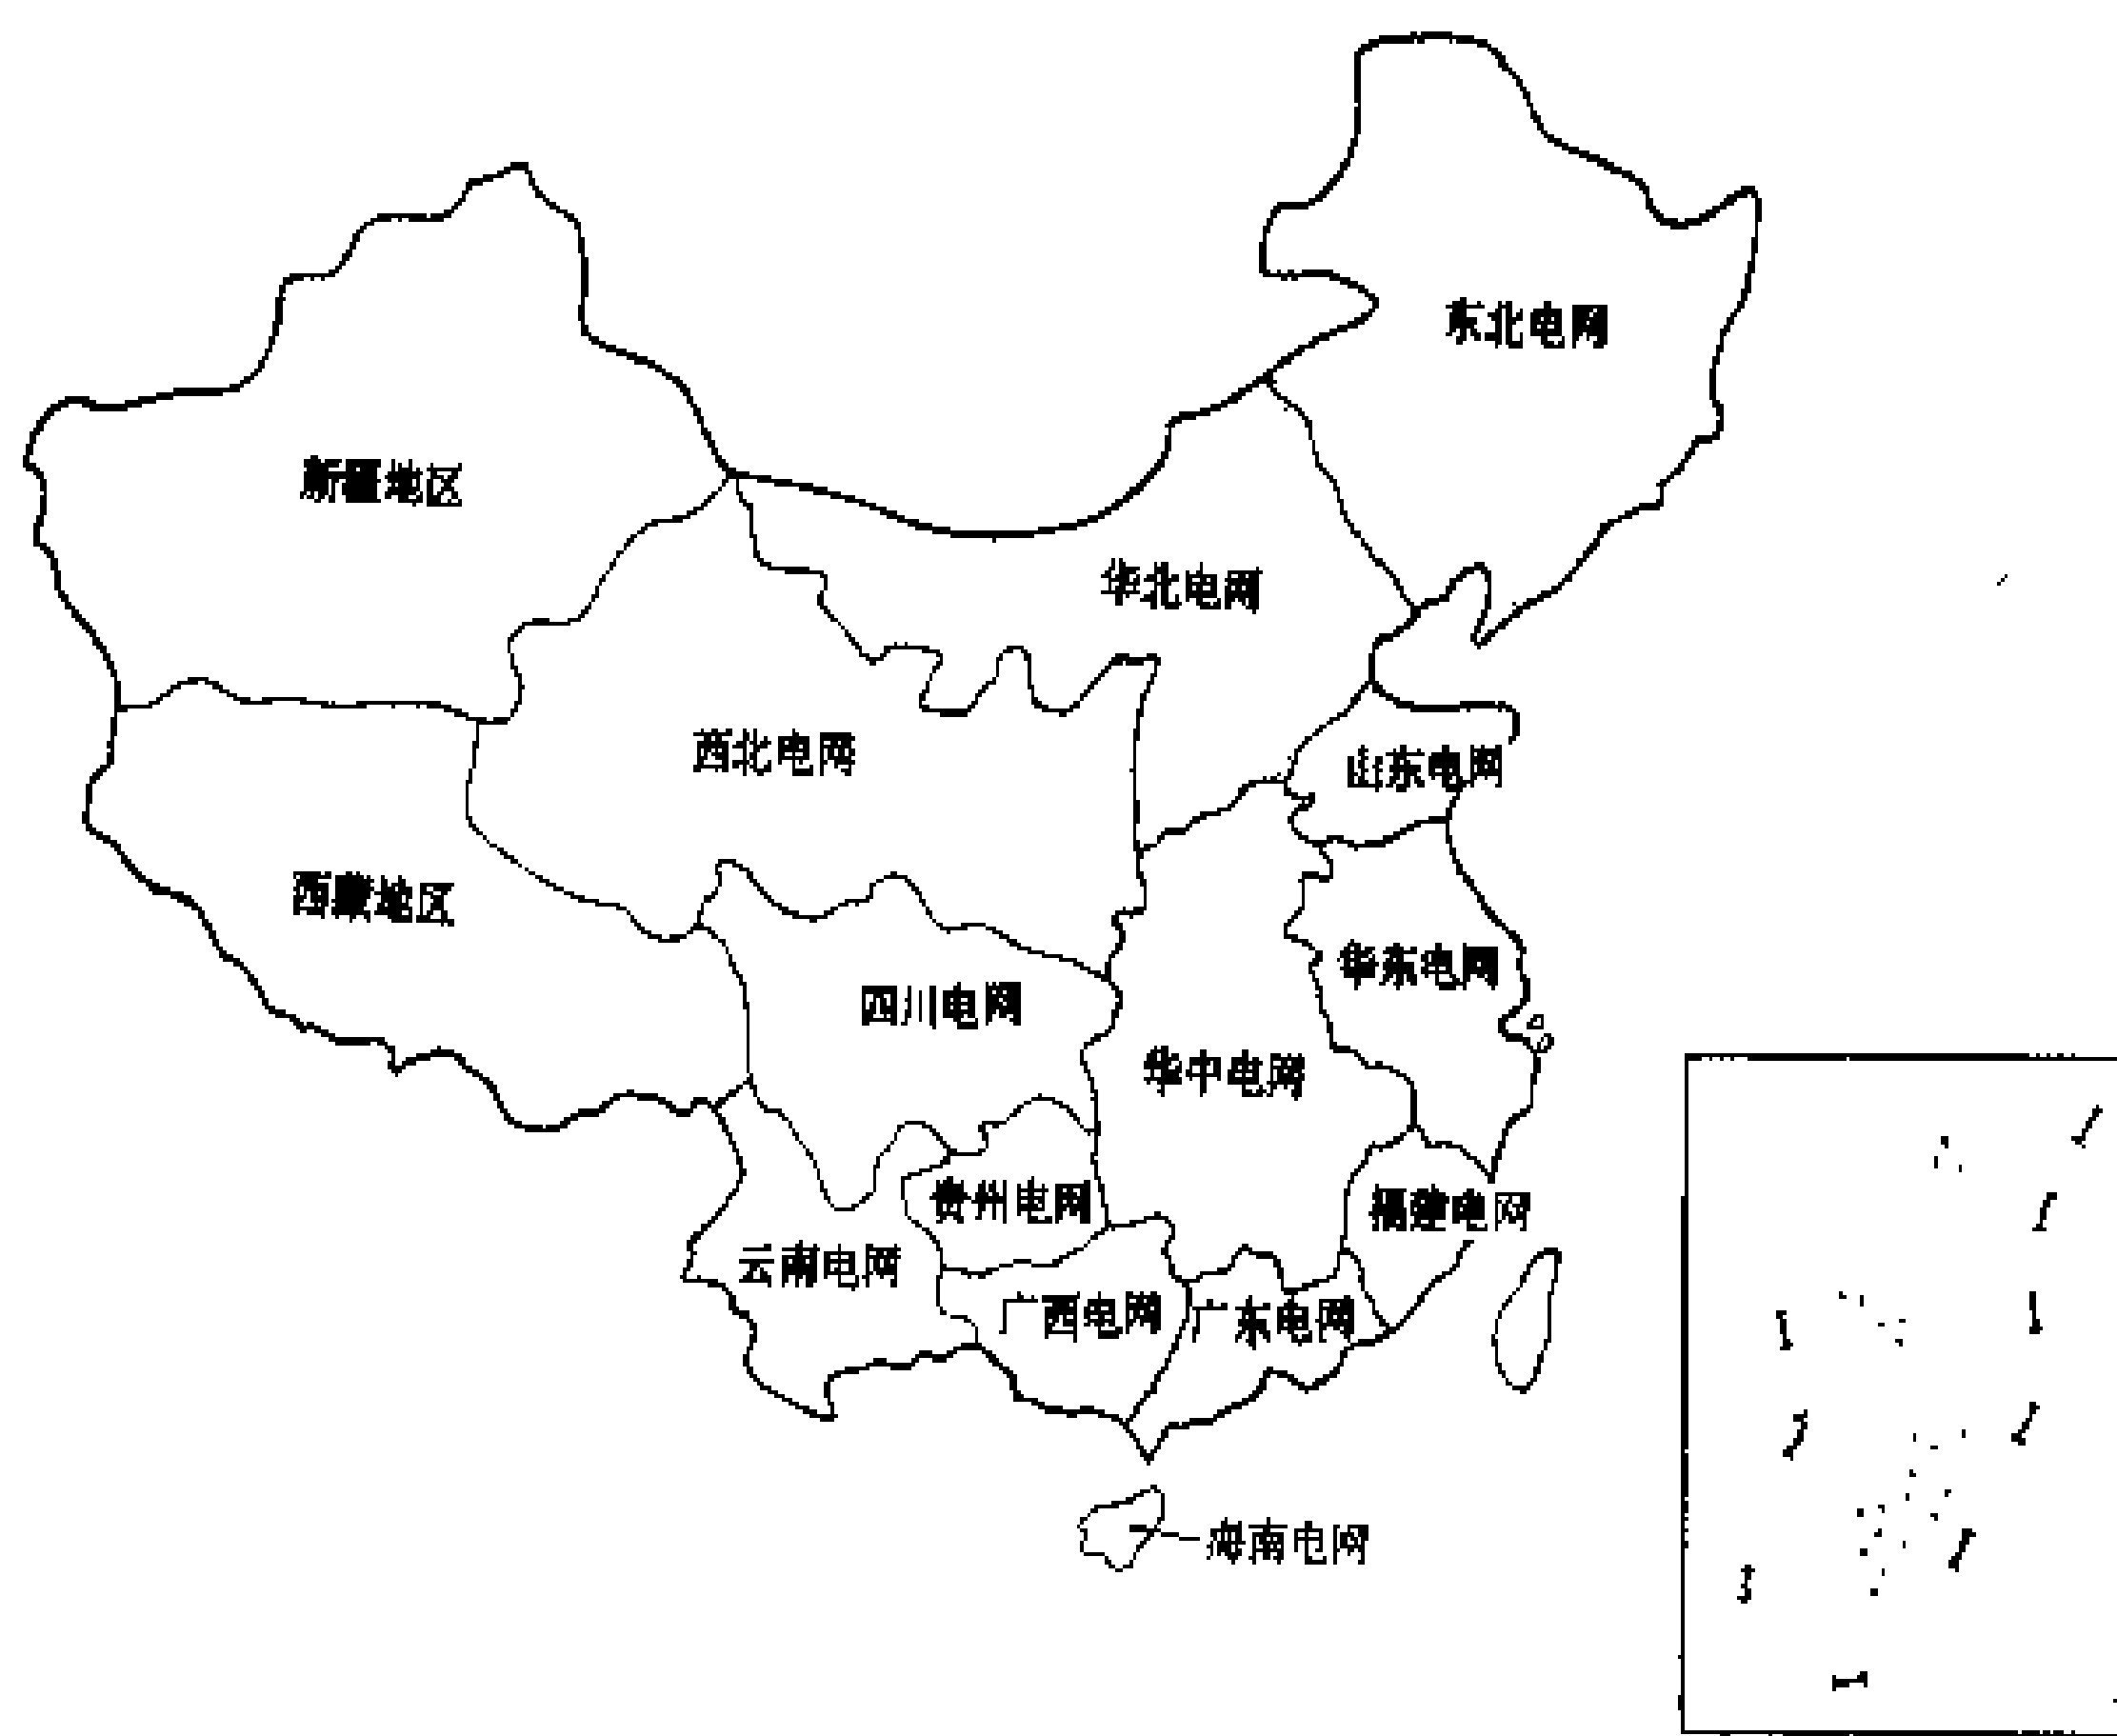 东北电网
新疆地区
华北电网
西北电网
山东电网
西藏地区
华东电网
四川电网
华中电网
贵州电网
福建电网
云南电网
广西电网
广东电网
海南电网